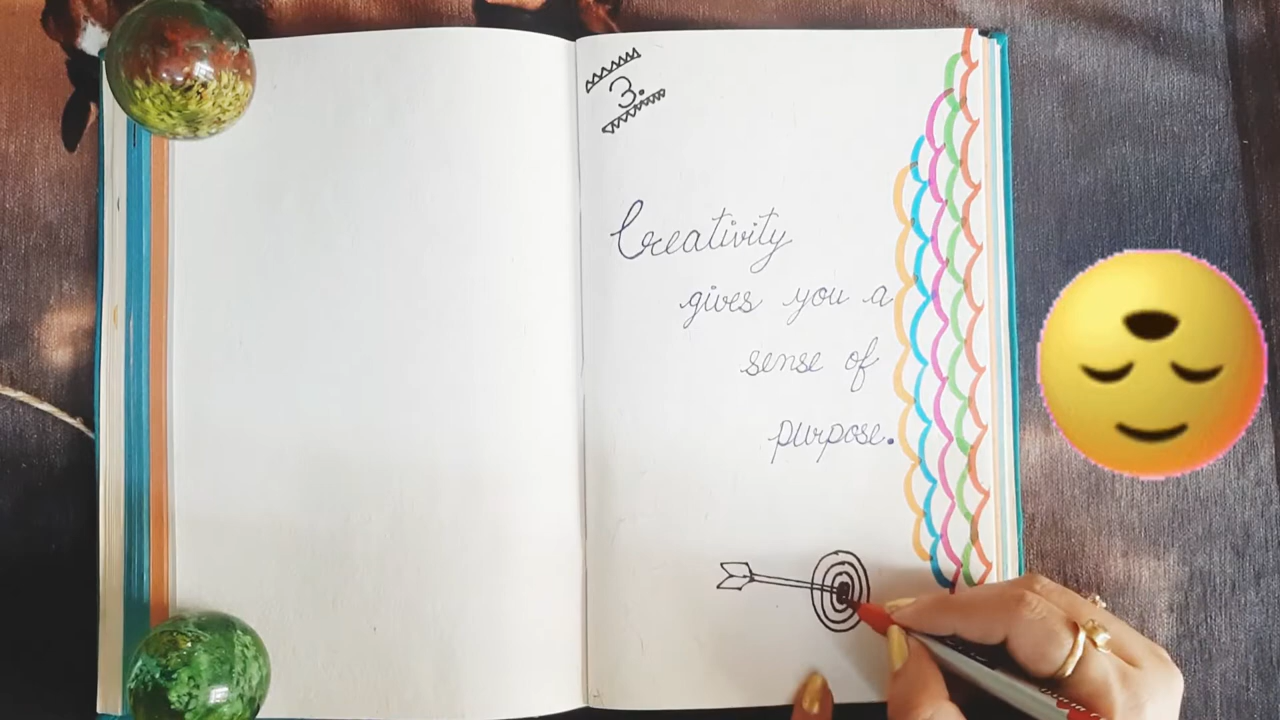 3.
Creativity
gives you a
sense of
purpose.